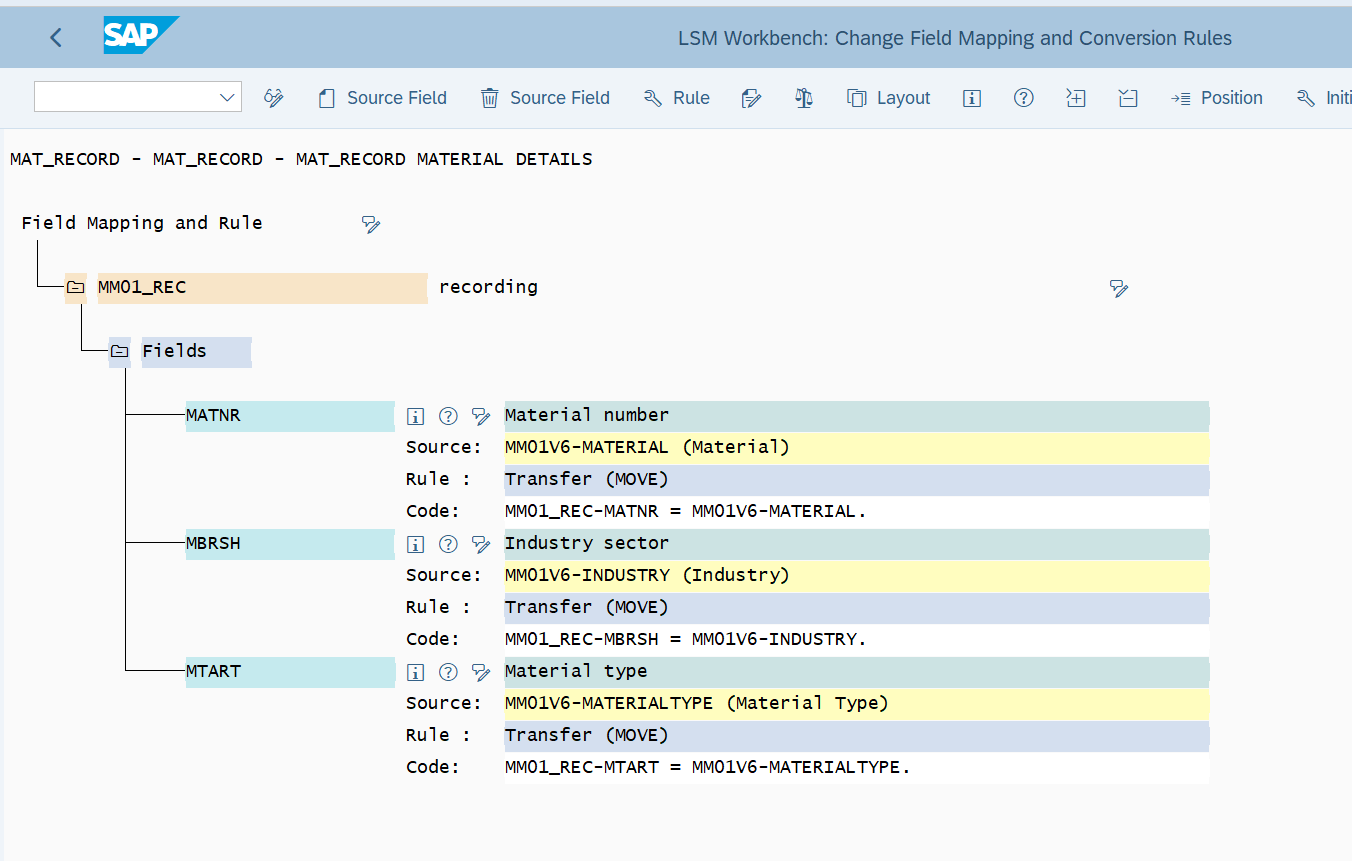 SAP LSM Workbench: Change Field Mapping and Conversion Rules
Source Field Source Field Rule Layout Position Initi
MAT_RECORD - MAT_RECORD - MAT_RECORD MATERIAL DETAILS
Field Mapping and Rule
MM01_REC recording
Fields
MATNR Material number
Source: MM01V6-MATERIAL (Material)
Rule : Transfer (MOVE)
Code: MM01_REC-MATNR = MM01V6-MATERIAL.
MBRSH Industry sector
Source: MM01V6-INDUSTRY (Industry)
Rule : Transfer (MOVE)
Code: MM01_REC-MBRSH = MM01V6-INDUSTRY.
MTART Material type
Source: MM01V6-MATERIALTYPE (Material Type)
Rule : Transfer (MOVE)
Code: MM01_REC-MTART = MM01V6-MATERIALTYPE.